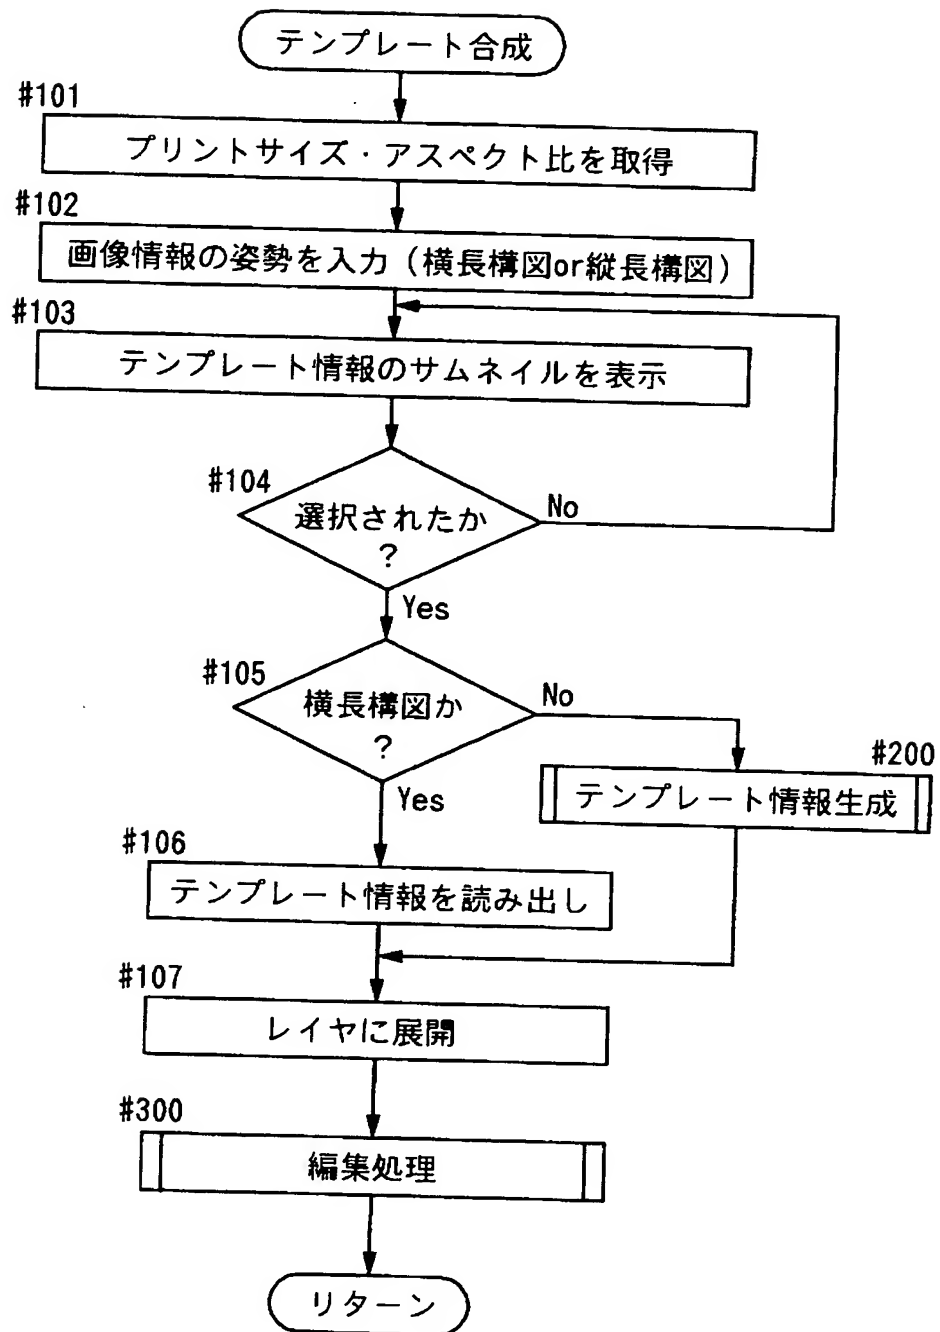 テンプレート合成
#101
プリントサイズ・アスペクト比を取得
#102
画像情報の姿勢を入力（横長構図or縦長構図）
#103
テンプレート情報のサムネイルを表示
#104
選択されたか
?
No
Yes
#105
横長構図か
?
No
Yes
#200
テンプレート情報生成
#106
テンプレート情報を読み出し
#107
レイヤに展開
#300
編集処理
リターン